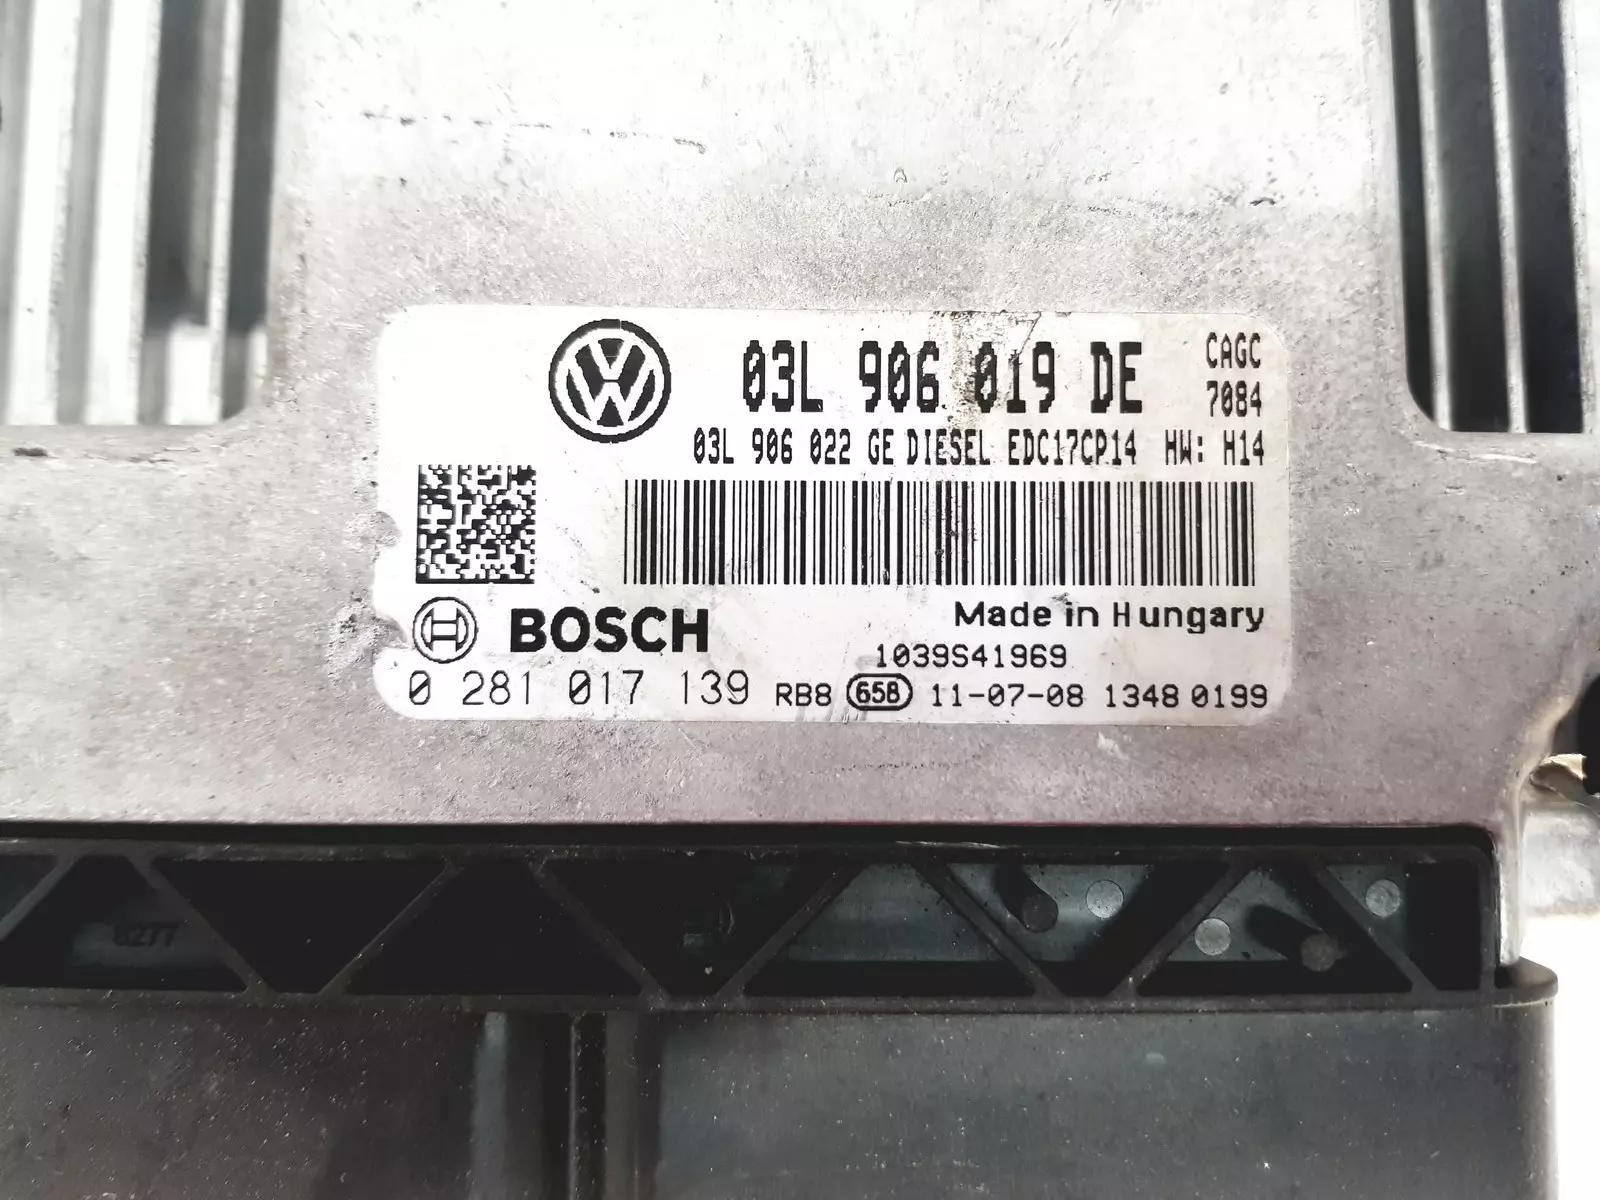 03L 906 019 DE
CAGC
7084
03L 906 022 GE DIESEL EDC17CP14 HW: H14
BOSCH
Made in Hungary
1039S41969
0 281 017 139 RB8 658 11-07-08 1348 0199